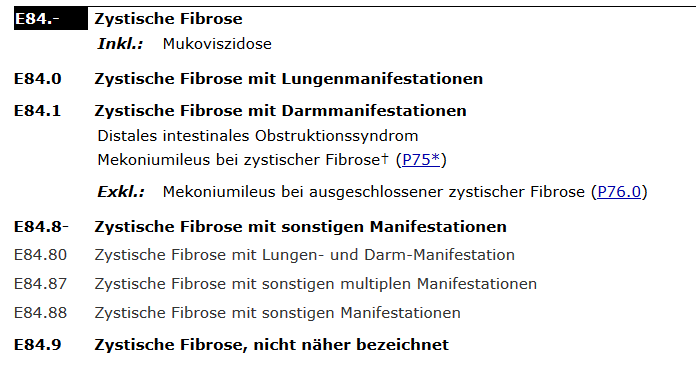 E84.- Zystische Fibrose
Inkl.: Mukoviszidose
E84.0 Zystische Fibrose mit Lungenmanifestationen
E84.1 Zystische Fibrose mit Darmmanifestationen
Distales intestinales Obstruktionssyndrom
Mekoniumileus bei zystischer Fibrose† (P75*)
Exkl.: Mekoniumileus bei ausgeschlossener zystischer Fibrose (P76.0)
E84.8- Zystische Fibrose mit sonstigen Manifestationen
E84.80 Zystische Fibrose mit Lungen- und Darm-Manifestation
E84.87 Zystische Fibrose mit sonstigen multiplen Manifestationen
E84.88 Zystische Fibrose mit sonstigen Manifestationen
E84.9 Zystische Fibrose, nicht näher bezeichnet